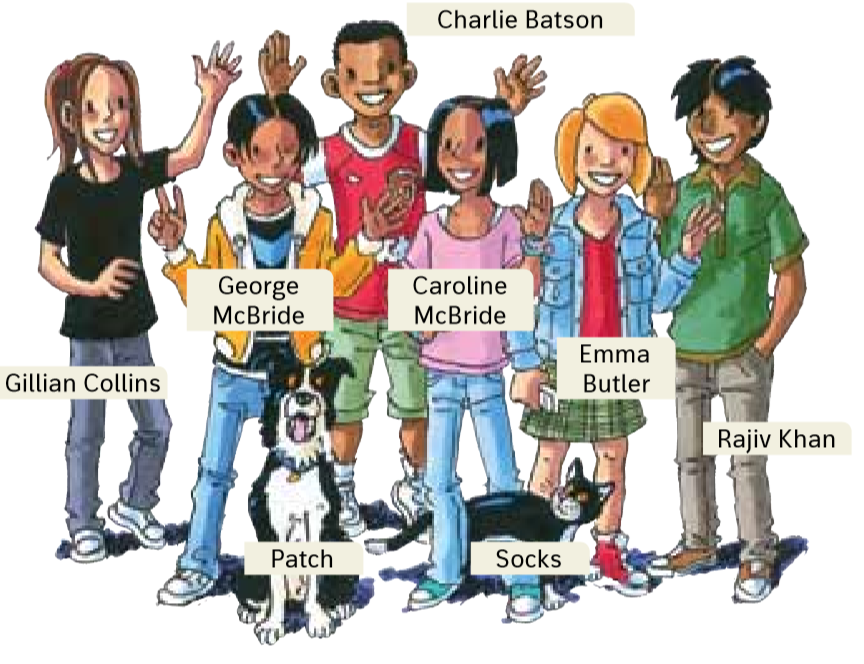 Charlie Batson
George
McBride
Caroline
McBride
Emma
Butler
Gillian Collins
Rajiv Khan
Patch
Socks